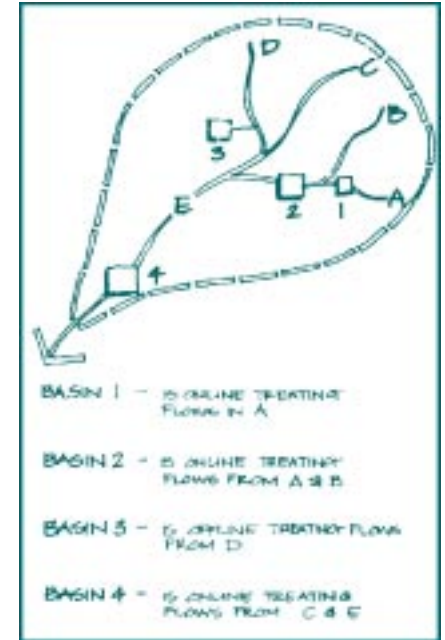 D
C
B
3
E
2
1
A
4
BASIN 1 - IS ONLINE TREATING
FLOWS IN A
BASIN 2 - IS ONLINE TREATING
FLOWS FROM A & B
BASIN 3 - IS OFFLINE TREATING FLOWS
FROM D
BASIN 4 - IS ONLINE TREATING
FLOWS FROM C & E